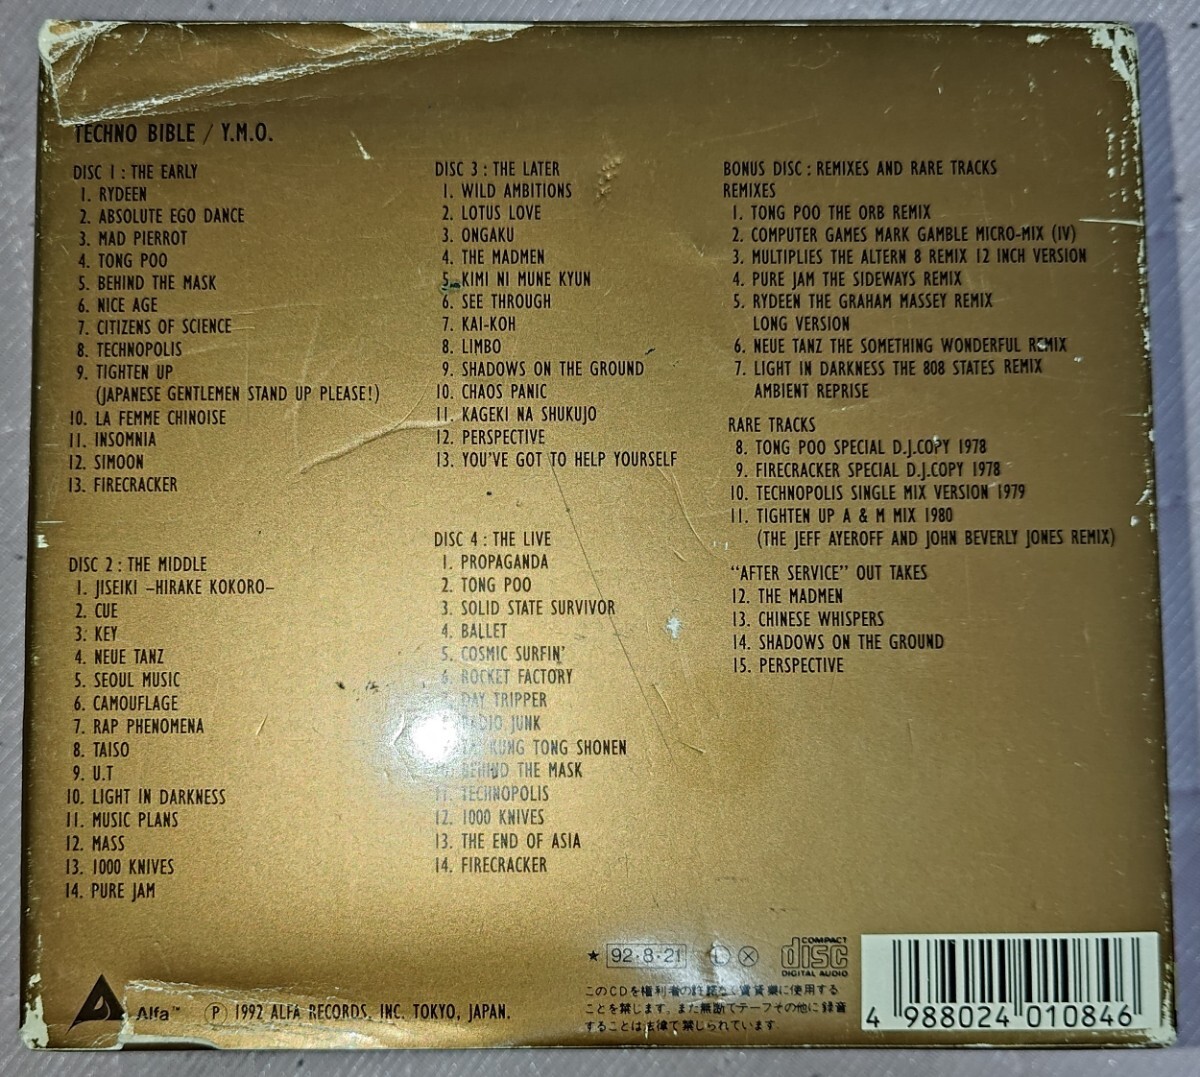 TECHNO BIBLE / Y.M.O.
DISC 1 : THE EARLY
1. RYDEEN
2. ABSOLUTE EGO DANCE
3. MAD PIERROT
4. TONG POO
5. BEHIND THE MASK
6. NICE AGE
7. CITIZENS OF SCIENCE
8. TECHNOPOLIS
9. TIGHTEN UP
(JAPANESE GENTLEMEN STAND UP PLEASE!)
10. LA FEMME CHINOISE
11. INSOMNIA
12. SIMOON
13. FIRECRACKER
DISC 2 : THE MIDDLE
1. JISEIKI –HIRAKE KOKORO–
2. CUE
3. KEY
4. NEUE TANZ
5. SEOUL MUSIC
6. CAMOUFLAGE
7. RAP PHENOMENA
8. TAISO
9. U.T
10. LIGHT IN DARKNESS
11. MUSIC PLANS
12. MASS
13. 1000 KNIVES
14. PURE JAM
DISC 3 : THE LATER
1. WILD AMBITIONS
2. LOTUS LOVE
3. ONGAKU
4. THE MADMEN
5. KIMI NI MUNE KYUN
6. SEE THROUGH
7. KAI-KOH
8. LIMBO
9. SHADOWS ON THE GROUND
10. CHAOS PANIC
11. KAGEKI NA SHUKUJO
12. PERSPECTIVE
13. YOU'VE GOT TO HELP YOURSELF
DISC 4 : THE LIVE
1. PROPAGANDA
2. TONG POO
3. SOLID STATE SURVIVOR
4. BALLET
5. COSMIC SURFIN'
6. ROCKET FACTORY
7. DAY TRIPPER
RADIO JUNK
KUNG TONG SHONEN
10. BEHIND THE MASK
11. TECHNOPOLIS
12. 1000 KNIVES
13. THE END OF ASIA
14. FIRECRACKER
BONUS DISC : REMIXES AND RARE TRACKS
REMIXES
1. TONG POO THE ORB REMIX
2. COMPUTER GAMES MARK GAMBLE MICRO-MIX (IV)
3. MULTIPLIES THE ALTERN 8 REMIX 12 INCH VERSION
4. PURE JAM THE SIDEWAYS REMIX
5. RYDEEN THE GRAHAM MASSEY REMIX
LONG VERSION
6. NEUE TANZ THE SOMETHING WONDERFUL REMIX
7. LIGHT IN DARKNESS THE 808 STATES REMIX
AMBIENT REPRISE
RARE TRACKS
8. TONG POO SPECIAL D.J.COPY 1978
9. FIRECRACKER SPECIAL D.J.COPY 1978
10. TECHNOPOLIS SINGLE MIX VERSION 1979
11. TIGHTEN UP A & M MIX 1980
(THE JEFF AYEROFF AND JOHN BEVERLY JONES REMIX)
“AFTER SERVICE” OUT TAKES
12. THE MADMEN
13. CHINESE WHISPERS
14. SHADOWS ON THE GROUND
15. PERSPECTIVE
Alfa™ Ⓟ 1992 ALFA RECORDS, INC. TOKYO, JAPAN.
★ 92·8·21 Ⓛ ⓧ
COMPACT
disc
DIGITAL AUDIO
このCDを権利者の許諾なく賃貸業に使用する
ことを禁じます。また無断でテープその他に録音
することは法律で禁じられています
4 988024 010846